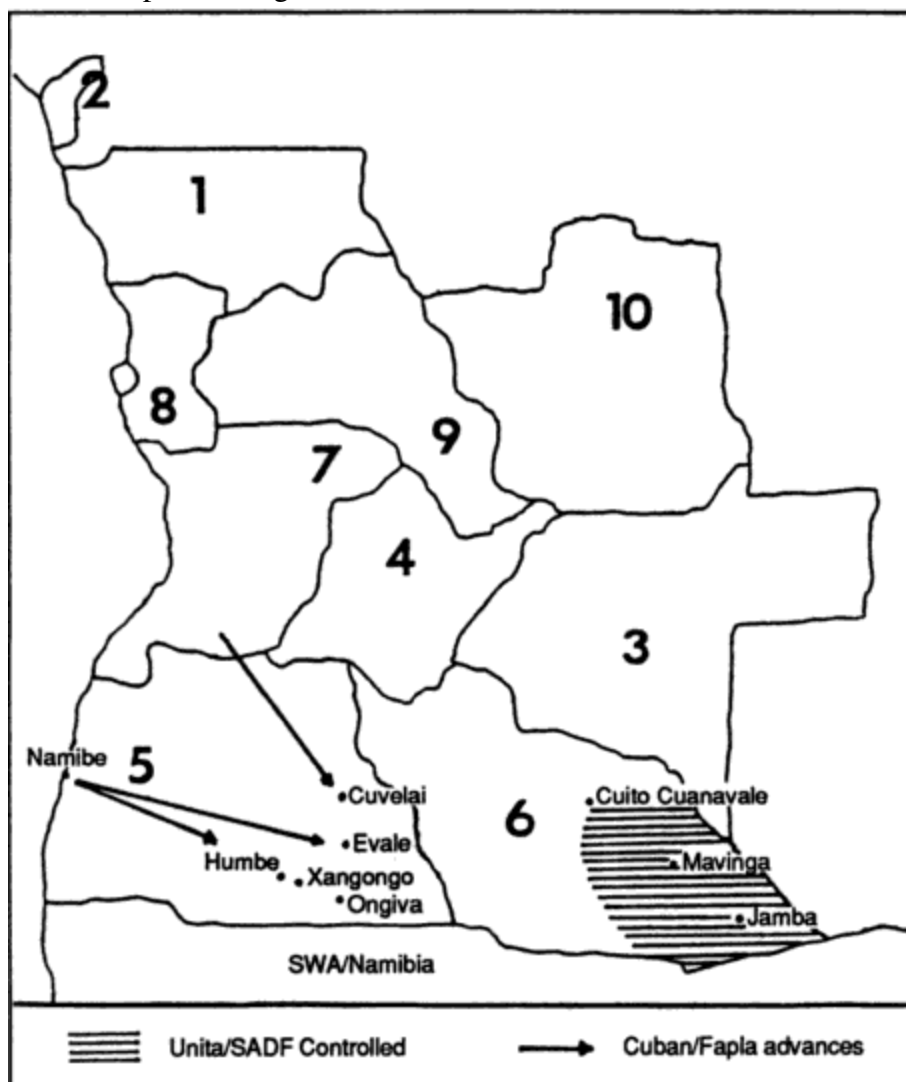 2
1
10
8
9
7
4
3
Namibe
5
Cuvelai
Cuito Cuanavale
6
Evale
Humbe
Mavinga
Xangongo
Ongiva
Jamba
SWA/Namibia
Unita/SADF Controlled
Cuban/Fapla advances